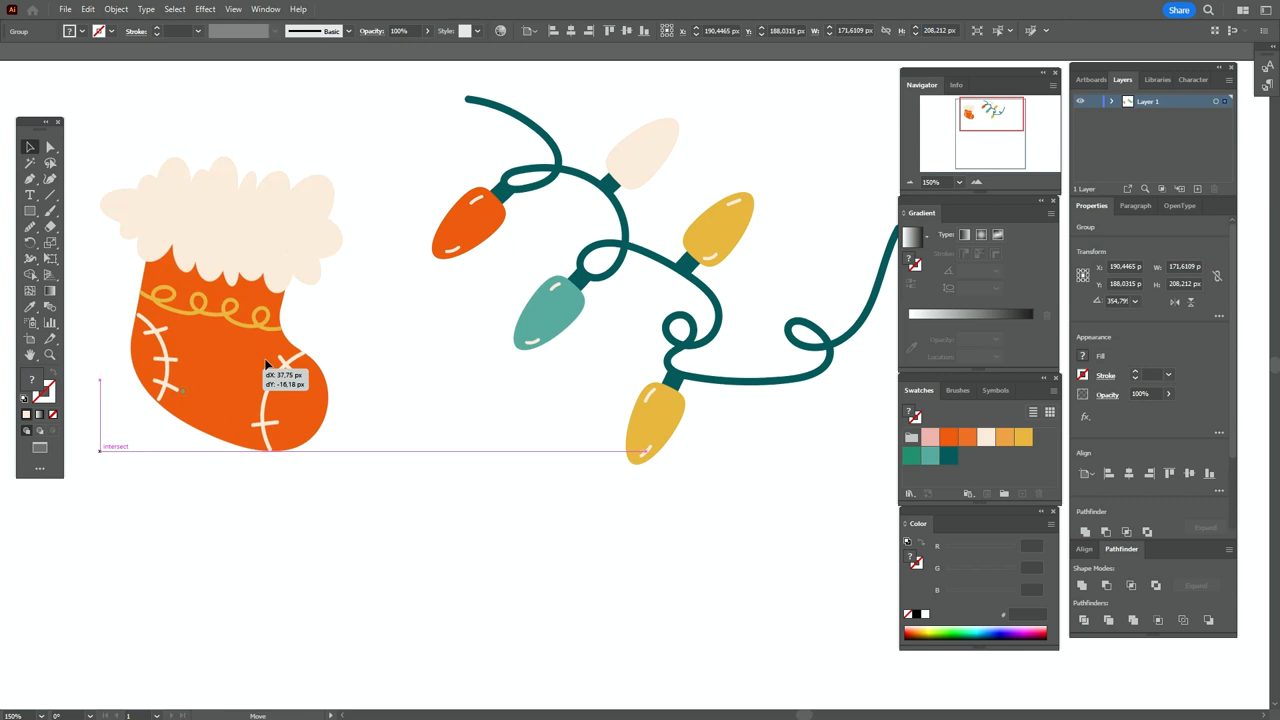 Ai File Edit Object Type Select Effect View Window Help Share
Group ? Stroke: Basic Opacity: 100% Style: X: 190,4465 px Y: 188,0315 px W: 171,6109 px H: 208,212 px
Navigator Info
150%
Gradient
Type:
Stroke:
Opacity:
Location:
Swatches Brushes Symbols
Color
R
G
B
#
Artboards Layers Libraries Character
Layer 1
1 Layer
Properties Paragraph OpenType
Group
Transform
X: 190,4465 p W: 171,6109 p
Y: 188,0315 p H: 208,212 px
354,795
Appearance
? Fill
Stroke
Opacity 100%
fx
Align
Pathfinder
Expand
Align Pathfinder
Shape Modes:
Expand
Pathfinders:
dX: 37,75 px
dY: -16,18 px
intersect
150% 0° 1 Move